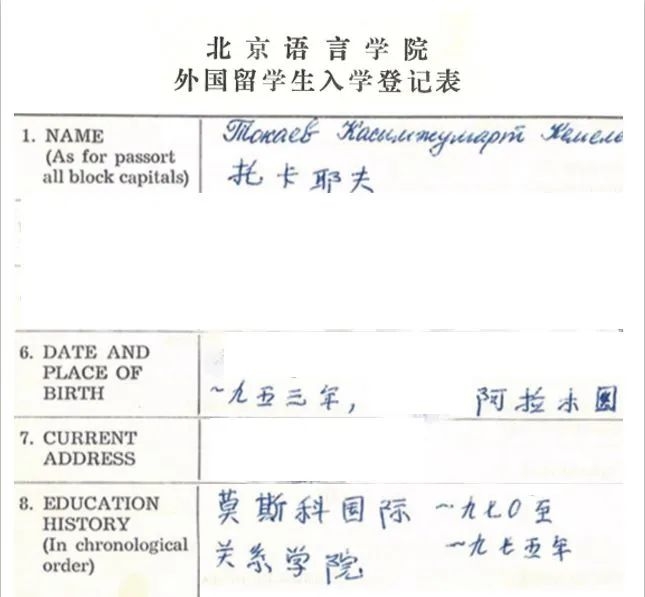 北京语言学院
外国留学生入学登记表
1. NAME
(As for passort
all block capitals)
Токаев Касымжумарт Кемеле
托卡耶夫
6. DATE AND
PLACE OF
BIRTH
一九五三年, 阿拉木图
7. CURRENT
ADDRESS
8. EDUCATION
HISTORY
(In chronological
order)
莫斯科国际 一九七〇至
关系学院 一九七五年